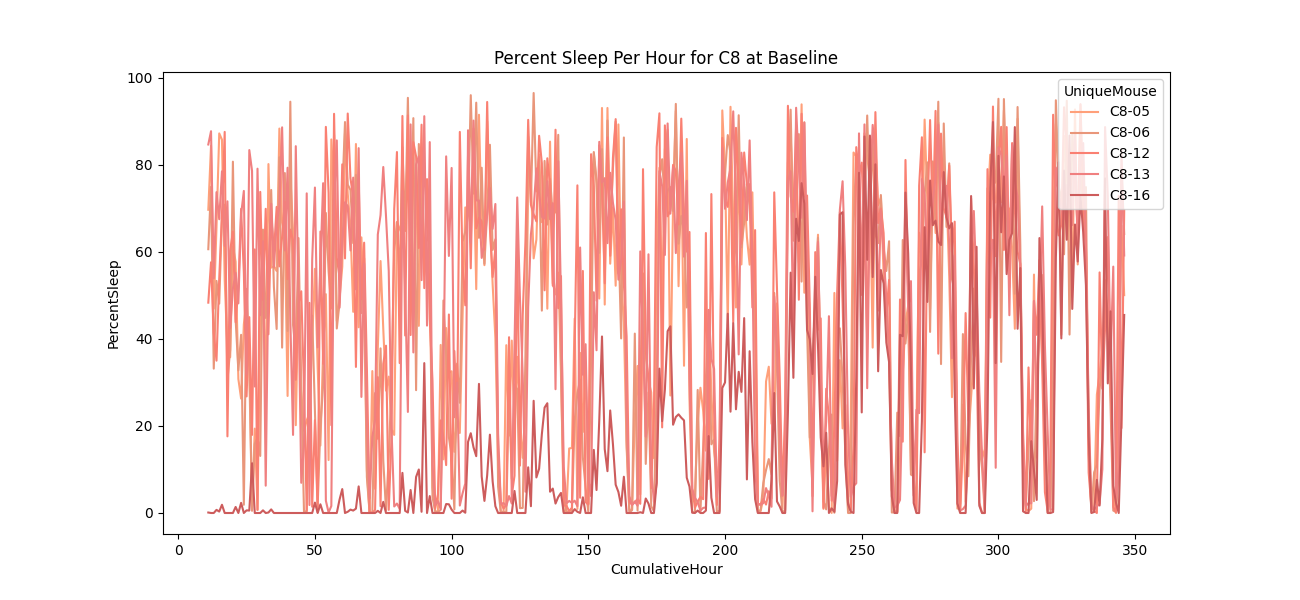 Percent Sleep Per Hour for C8 at Baseline
100
80
60
40
20
0
PercentSleep
UniqueMouse
C8-05
C8-06
C8-12
C8-13
C8-16
0 50 100 150 200 250 300 350
CumulativeHour